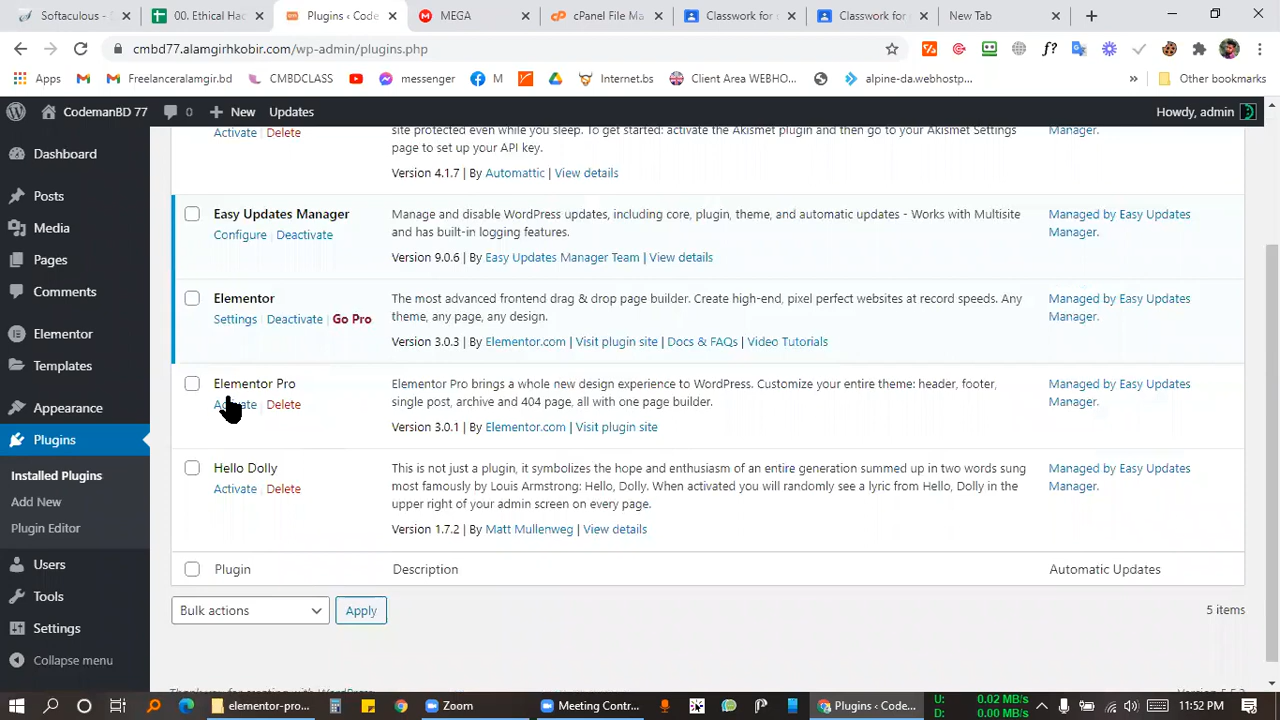 Softaculous - E
00. Ethical Hac
Plugins ‹ Code
MEGA
cPanel File Ma
Classwork for s
Classwork for s
New Tab
cmbd77.alamgirhkobir.com/wp-admin/plugins.php
Apps
Freelanceralamgir.bd
CMBDCLASS
messenger
M
Internet.bs
Client Area WEBHO...
alpine-da.webhostp...
Other bookmarks
CodemanBD 77
0
New
Updates
Howdy, admin
Dashboard
Posts
Media
Pages
Comments
Elementor
Templates
Appearance
Plugins
Installed Plugins
Add New
Plugin Editor
Users
Tools
Settings
Collapse menu
Activate | Delete
site protected even while you sleep. To get started: activate the Akismet plugin and then go to your Akismet Settings
page to set up your API key.
Version 4.1.7 | By Automattic | View details
Manager.
Easy Updates Manager
Configure | Deactivate
Manage and disable WordPress updates, including core, plugin, theme, and automatic updates - Works with Multisite
and has built-in logging features.
Version 9.0.6 | By Easy Updates Manager Team | View details
Managed by Easy Updates
Manager.
Elementor
Settings | Deactivate | Go Pro
The most advanced frontend drag & drop page builder. Create high-end, pixel perfect websites at record speeds. Any
theme, any page, any design.
Version 3.0.3 | By Elementor.com | Visit plugin site | Docs & FAQs | Video Tutorials
Managed by Easy Updates
Manager.
Elementor Pro
Activate | Delete
Elementor Pro brings a whole new design experience to WordPress. Customize your entire theme: header, footer,
single post, archive and 404 page, all with one page builder.
Version 3.0.1 | By Elementor.com | Visit plugin site
Managed by Easy Updates
Manager.
Hello Dolly
Activate | Delete
This is not just a plugin, it symbolizes the hope and enthusiasm of an entire generation summed up in two words sung
most famously by Louis Armstrong: Hello, Dolly. When activated you will randomly see a lyric from Hello, Dolly in the
upper right of your admin screen on every page.
Version 1.7.2 | By Matt Mullenweg | View details
Managed by Easy Updates
Manager.
Plugin
Description
Automatic Updates
Bulk actions
Apply
5 items
elementor-pro...
Zoom
Meeting Contr...
Plugins ‹ Code...
U: 0.02 MB/s
D: 0.00 MB/s
11:52 PM